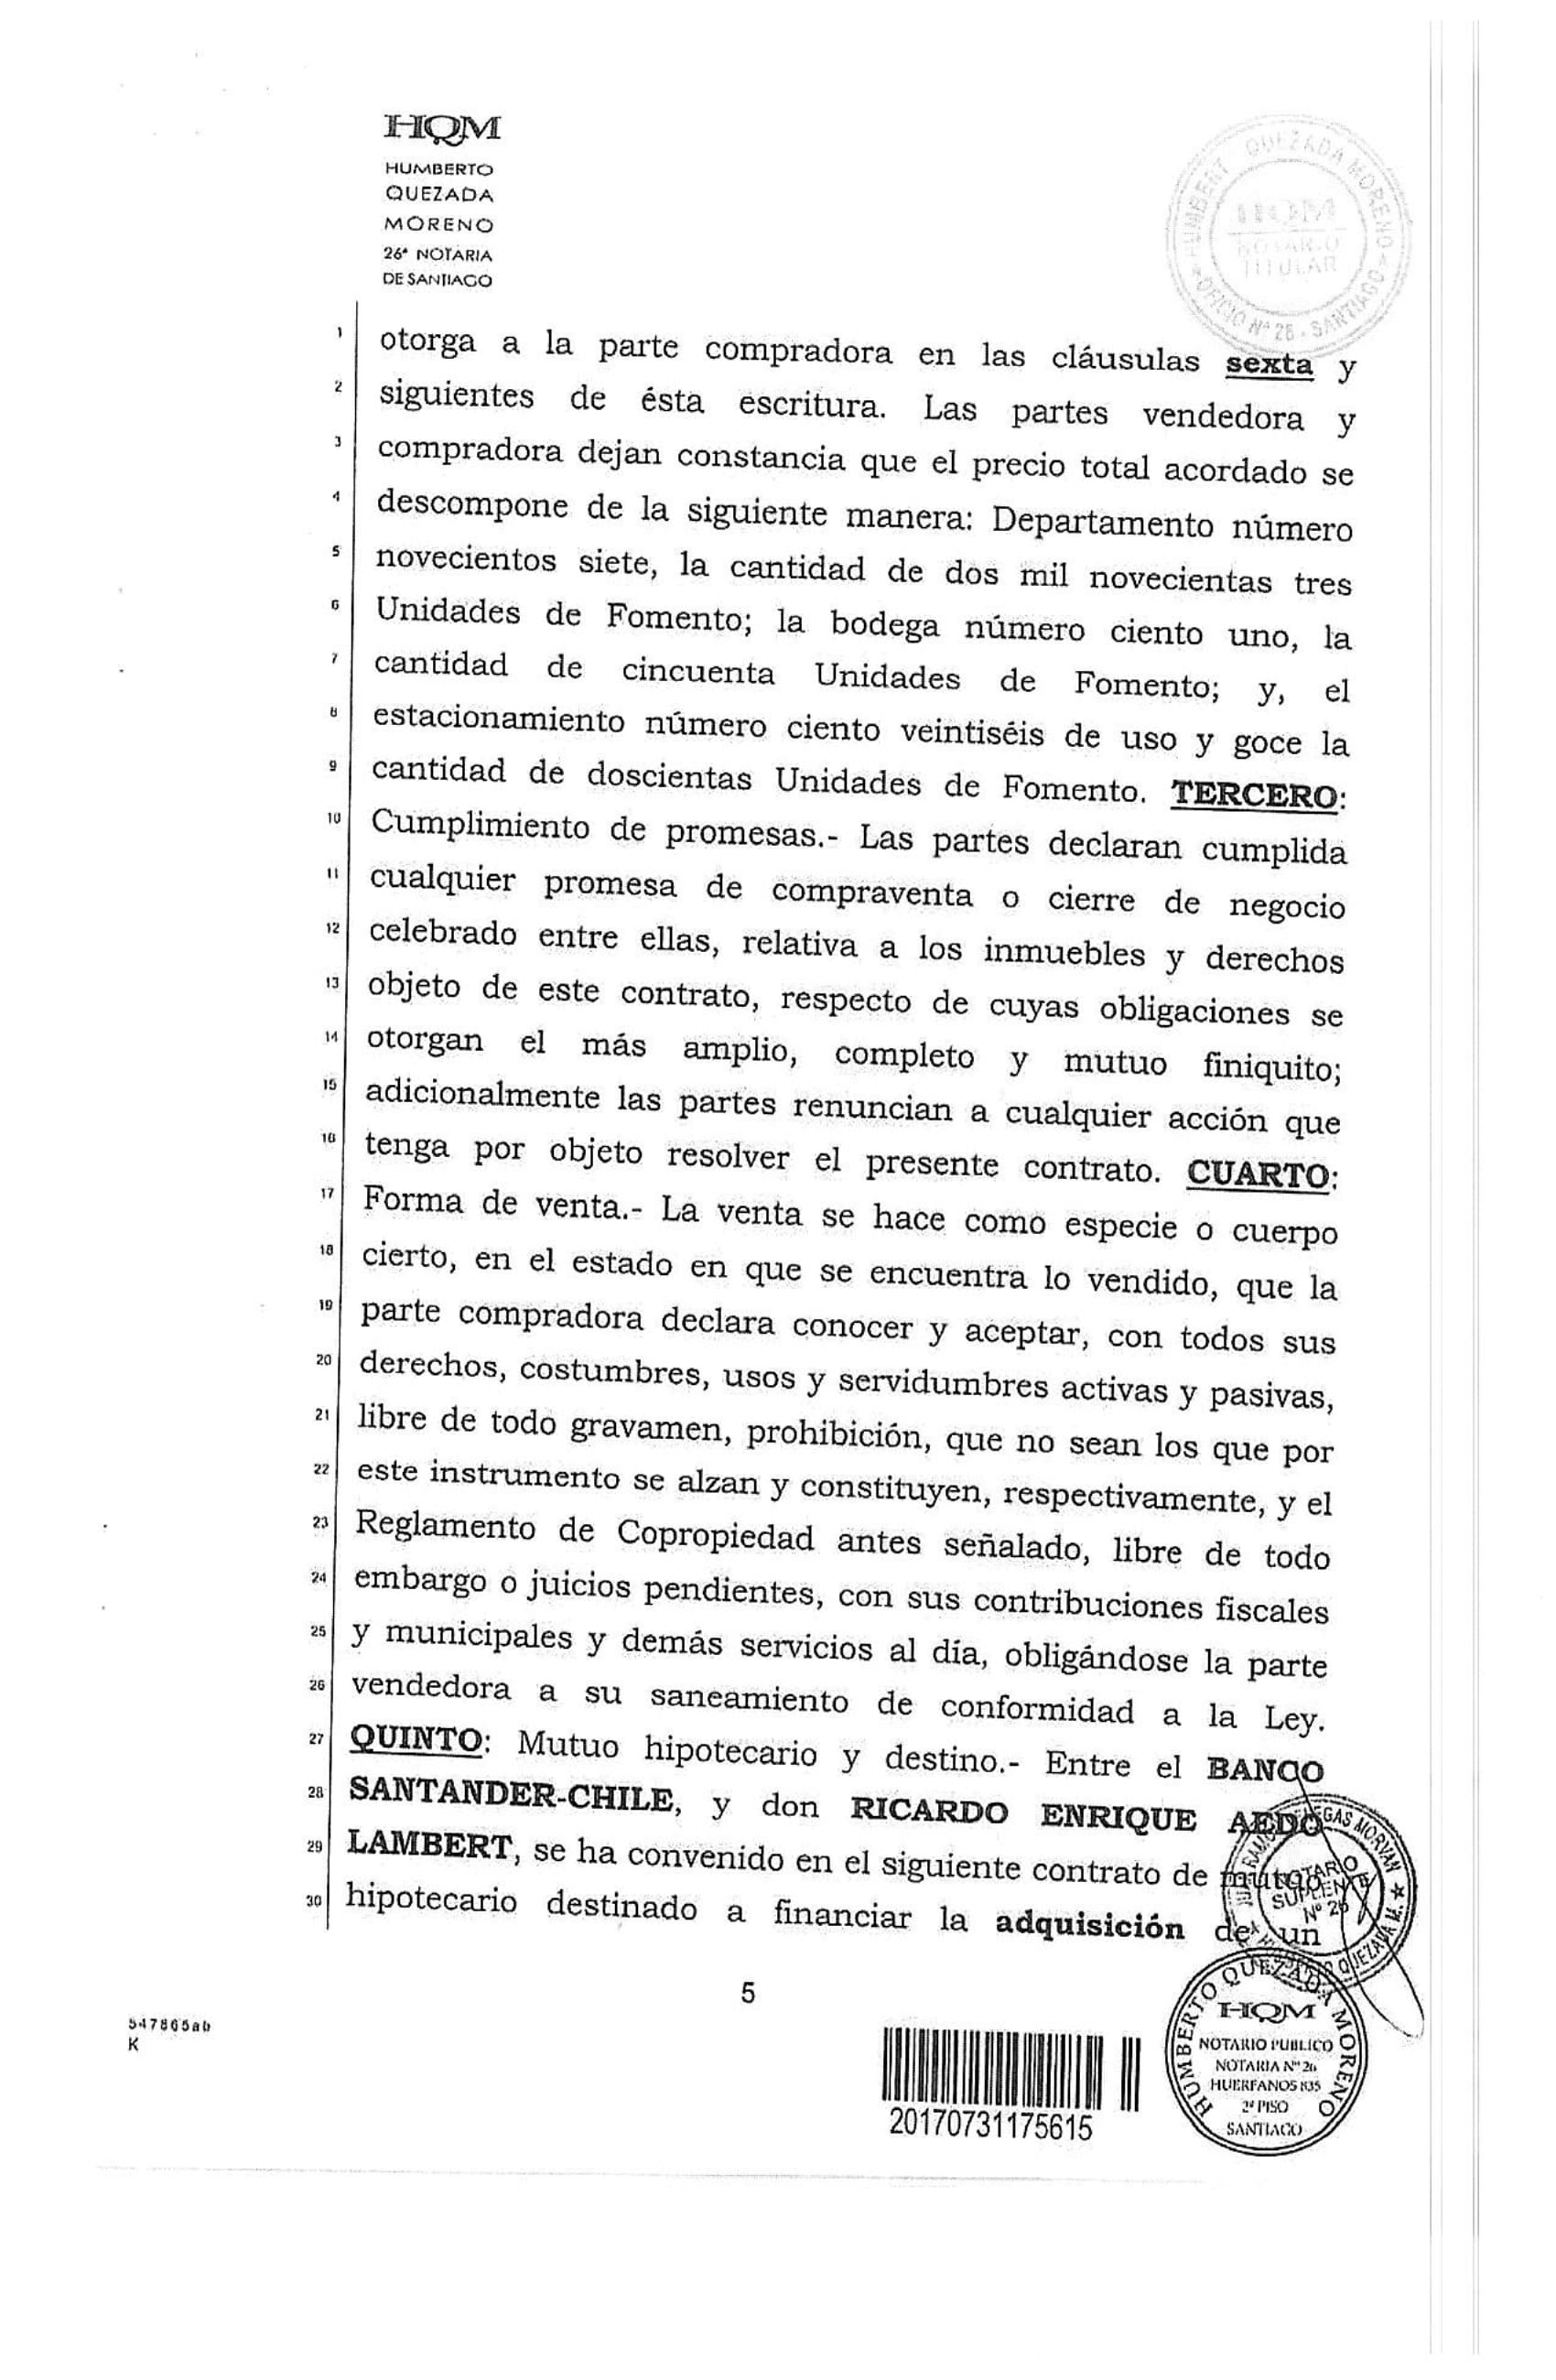 HQM
HUMBERTO
QUEZADA
MORENO
26ª NOTARIA
DE SANTIAGO
HUMBERT QUEZADA MORENO
HQM
NOTARIO
TITULAR
OFICIO Nº 26 - SANTIAGO
1 otorga a la parte compradora en las cláusulas sexta y
2 siguientes de ésta escritura. Las partes vendedora y
3 compradora dejan constancia que el precio total acordado se
4 descompone de la siguiente manera: Departamento número
5 novecientos siete, la cantidad de dos mil novecientas tres
6 Unidades de Fomento; la bodega número ciento uno, la
7 cantidad de cincuenta Unidades de Fomento; y, el
8 estacionamiento número ciento veintiséis de uso y goce la
9 cantidad de doscientas Unidades de Fomento. TERCERO:
10 Cumplimiento de promesas.- Las partes declaran cumplida
11 cualquier promesa de compraventa o cierre de negocio
12 celebrado entre ellas, relativa a los inmuebles y derechos
13 objeto de este contrato, respecto de cuyas obligaciones se
14 otorgan el más amplio, completo y mutuo finiquito;
15 adicionalmente las partes renuncian a cualquier acción que
16 tenga por objeto resolver el presente contrato. CUARTO:
17 Forma de venta.- La venta se hace como especie o cuerpo
18 cierto, en el estado en que se encuentra lo vendido, que la
19 parte compradora declara conocer y aceptar, con todos sus
20 derechos, costumbres, usos y servidumbres activas y pasivas,
21 libre de todo gravamen, prohibición, que no sean los que por
22 este instrumento se alzan y constituyen, respectivamente, y el
23 Reglamento de Copropiedad antes señalado, libre de todo
24 embargo o juicios pendientes, con sus contribuciones fiscales
25 y municipales y demás servicios al día, obligándose la parte
26 vendedora a su saneamiento de conformidad a la Ley.
27 QUINTO: Mutuo hipotecario y destino.- Entre el BANCO
28 SANTANDER-CHILE, y don RICARDO ENRIQUE AEDO
29 LAMBERT, se ha convenido en el siguiente contrato de mutuo
30 hipotecario destinado a financiar la adquisición de un
MORVAN
NOTARIO
SUPLENTE
Nº 26
QUEZADA M.
5
547865ab
K
20170731175615
HUMBERTO QUEZADA MORENO
HQM
NOTARIO PUBLICO
NOTARIA Nº 26
HUERFANOS 835
2º PISO
SANTIAGO